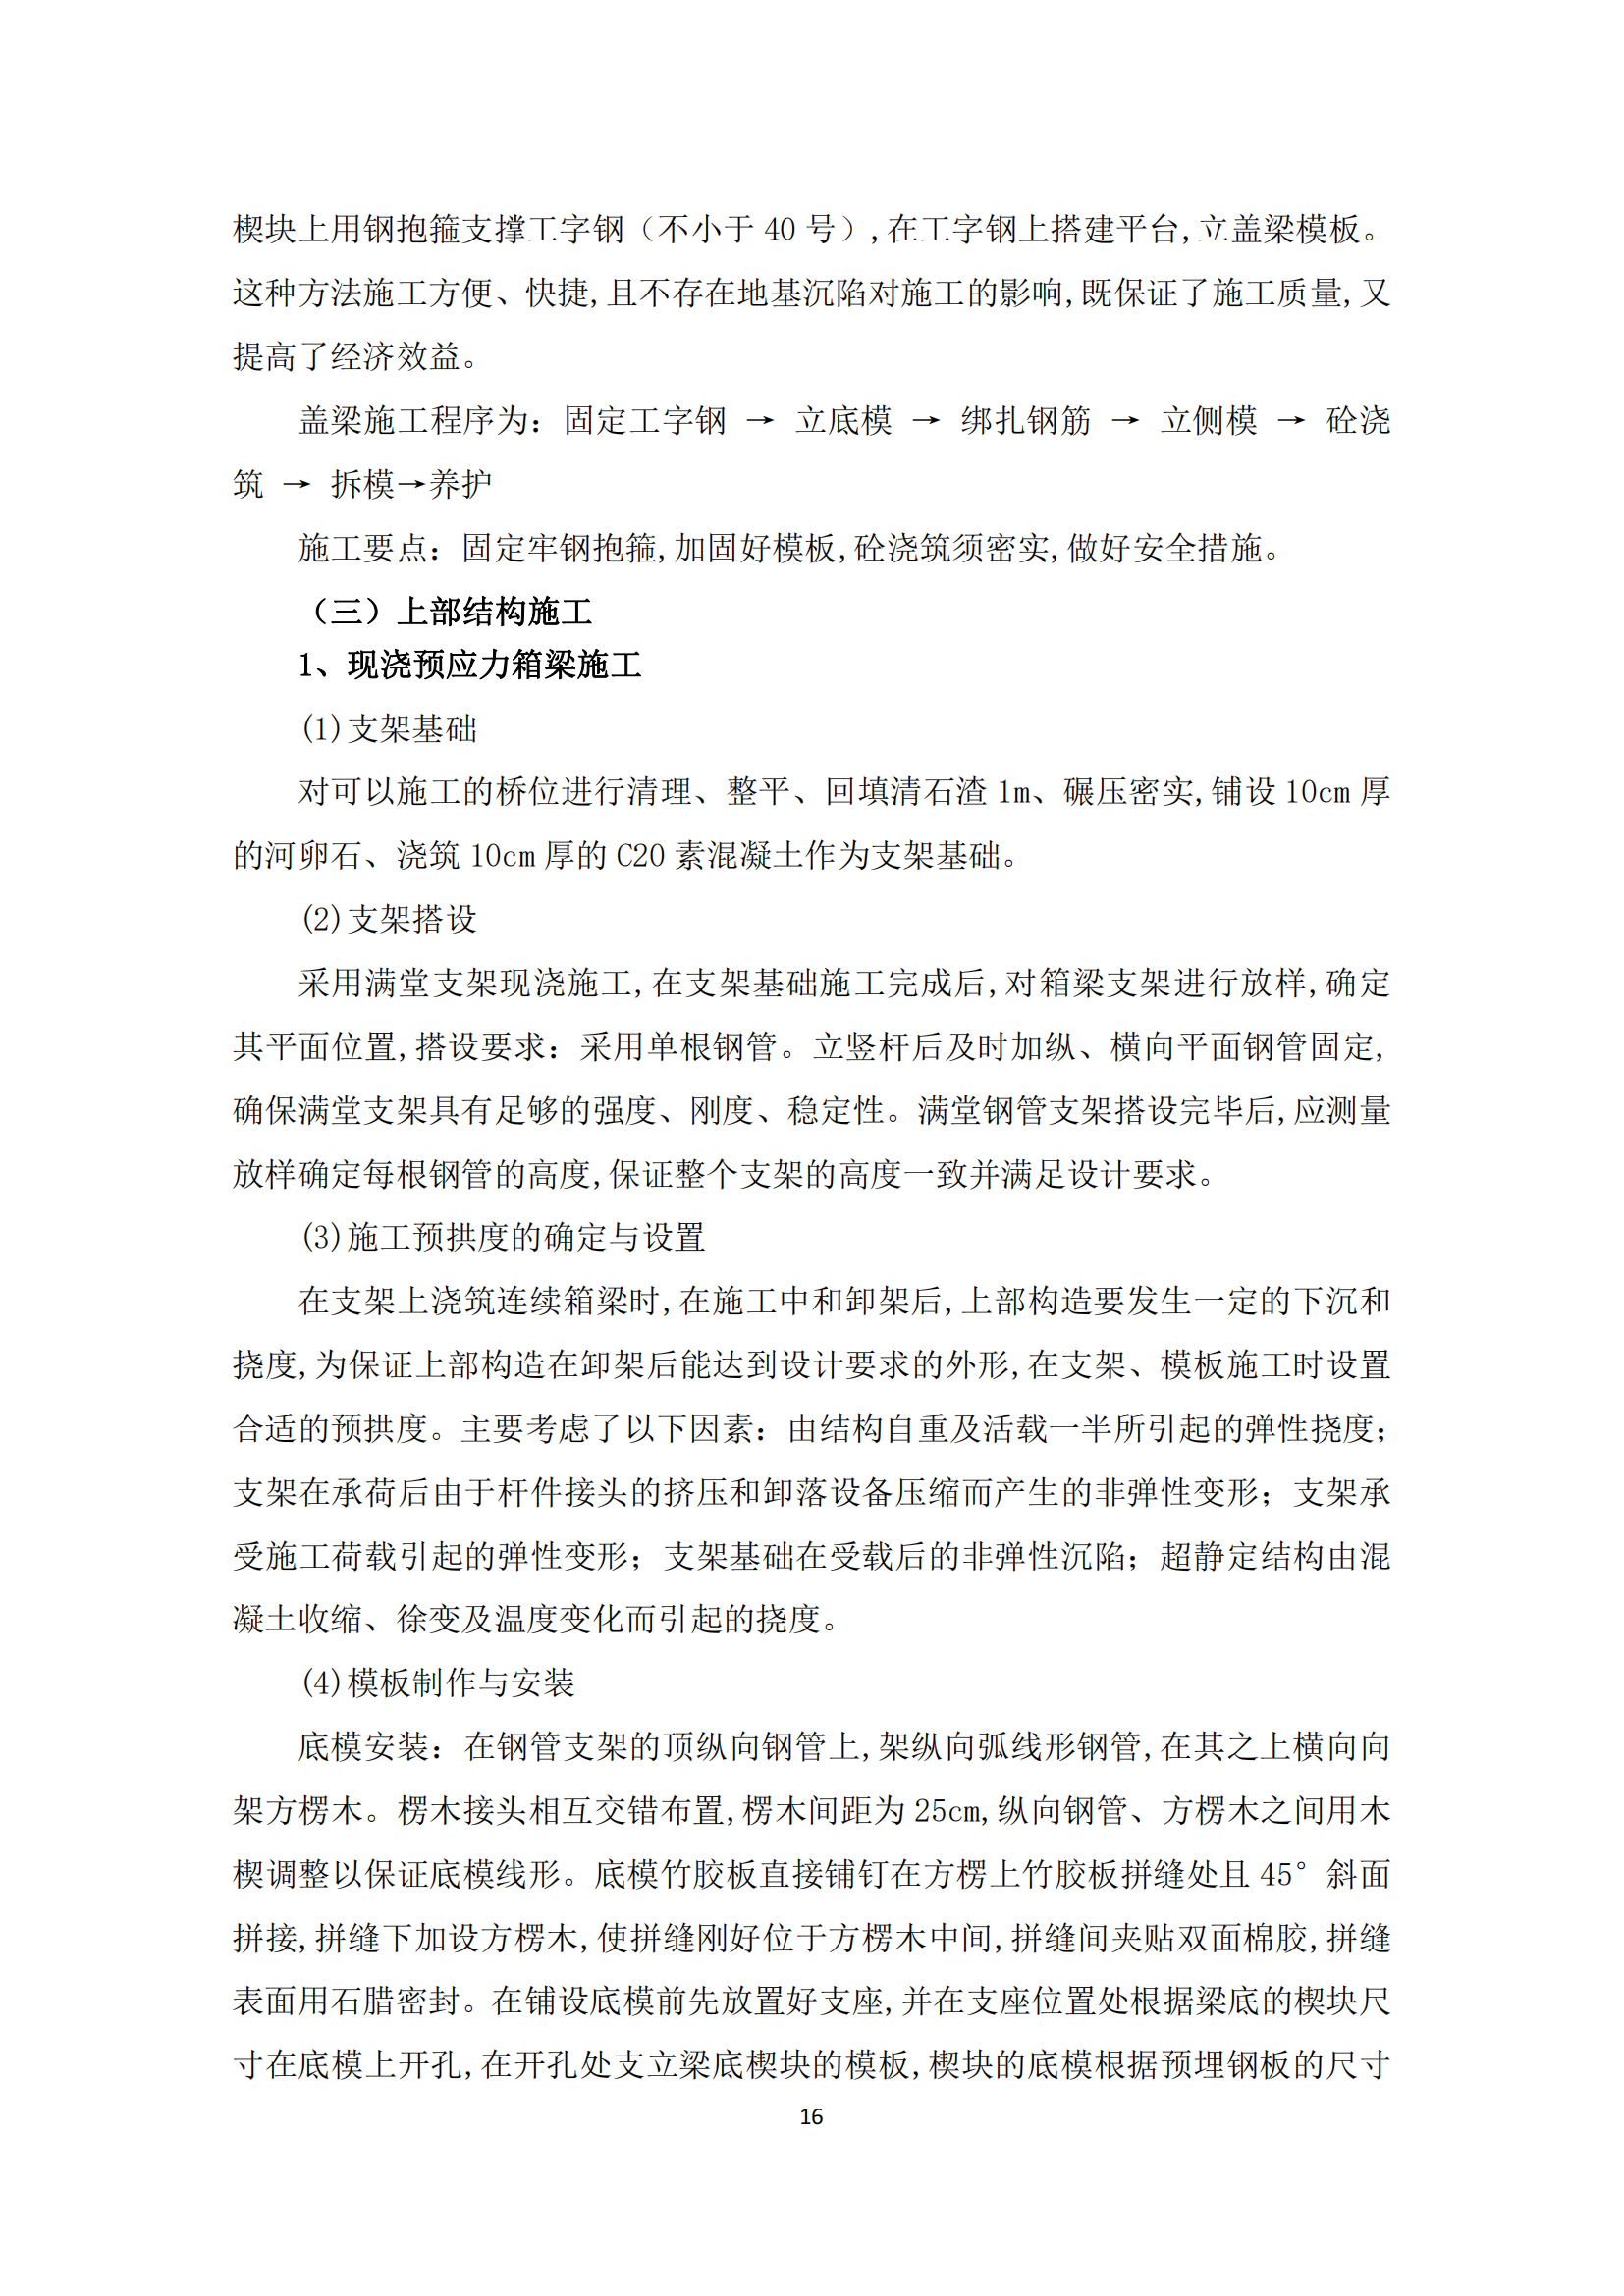 楔块上用钢抱箍支撑工字钢（不小于 40 号）,在工字钢上搭建平台,立盖梁模板。
这种方法施工方便、快捷,且不存在地基沉陷对施工的影响,既保证了施工质量,又
提高了经济效益。
盖梁施工程序为：固定工字钢 → 立底模 → 绑扎钢筋 → 立侧模 → 砼浇
筑 → 拆模→养护
施工要点：固定牢钢抱箍,加固好模板,砼浇筑须密实,做好安全措施。
（三）上部结构施工
1、现浇预应力箱梁施工
(1)支架基础
对可以施工的桥位进行清理、整平、回填清石渣 1m、碾压密实,铺设 10cm 厚
的河卵石、浇筑 10cm 厚的 C20 素混凝土作为支架基础。
(2)支架搭设
采用满堂支架现浇施工,在支架基础施工完成后,对箱梁支架进行放样,确定
其平面位置,搭设要求：采用单根钢管。立竖杆后及时加纵、横向平面钢管固定,
确保满堂支架具有足够的强度、刚度、稳定性。满堂钢管支架搭设完毕后,应测量
放样确定每根钢管的高度,保证整个支架的高度一致并满足设计要求。
(3)施工预拱度的确定与设置
在支架上浇筑连续箱梁时,在施工中和卸架后,上部构造要发生一定的下沉和
挠度,为保证上部构造在卸架后能达到设计要求的外形,在支架、模板施工时设置
合适的预拱度。主要考虑了以下因素：由结构自重及活载一半所引起的弹性挠度；
支架在承荷后由于杆件接头的挤压和卸落设备压缩而产生的非弹性变形；支架承
受施工荷载引起的弹性变形；支架基础在受载后的非弹性沉陷；超静定结构由混
凝土收缩、徐变及温度变化而引起的挠度。
(4)模板制作与安装
底模安装：在钢管支架的顶纵向钢管上,架纵向弧线形钢管,在其之上横向向
架方楞木。楞木接头相互交错布置,楞木间距为 25cm,纵向钢管、方楞木之间用木
楔调整以保证底模线形。底模竹胶板直接铺钉在方楞上竹胶板拼缝处且 45°斜面
拼接,拼缝下加设方楞木,使拼缝刚好位于方楞木中间,拼缝间夹贴双面棉胶,拼缝
表面用石腊密封。在铺设底模前先放置好支座,并在支座位置处根据梁底的楔块尺
寸在底模上开孔,在开孔处支立梁底楔块的模板,楔块的底模根据预埋钢板的尺寸
16